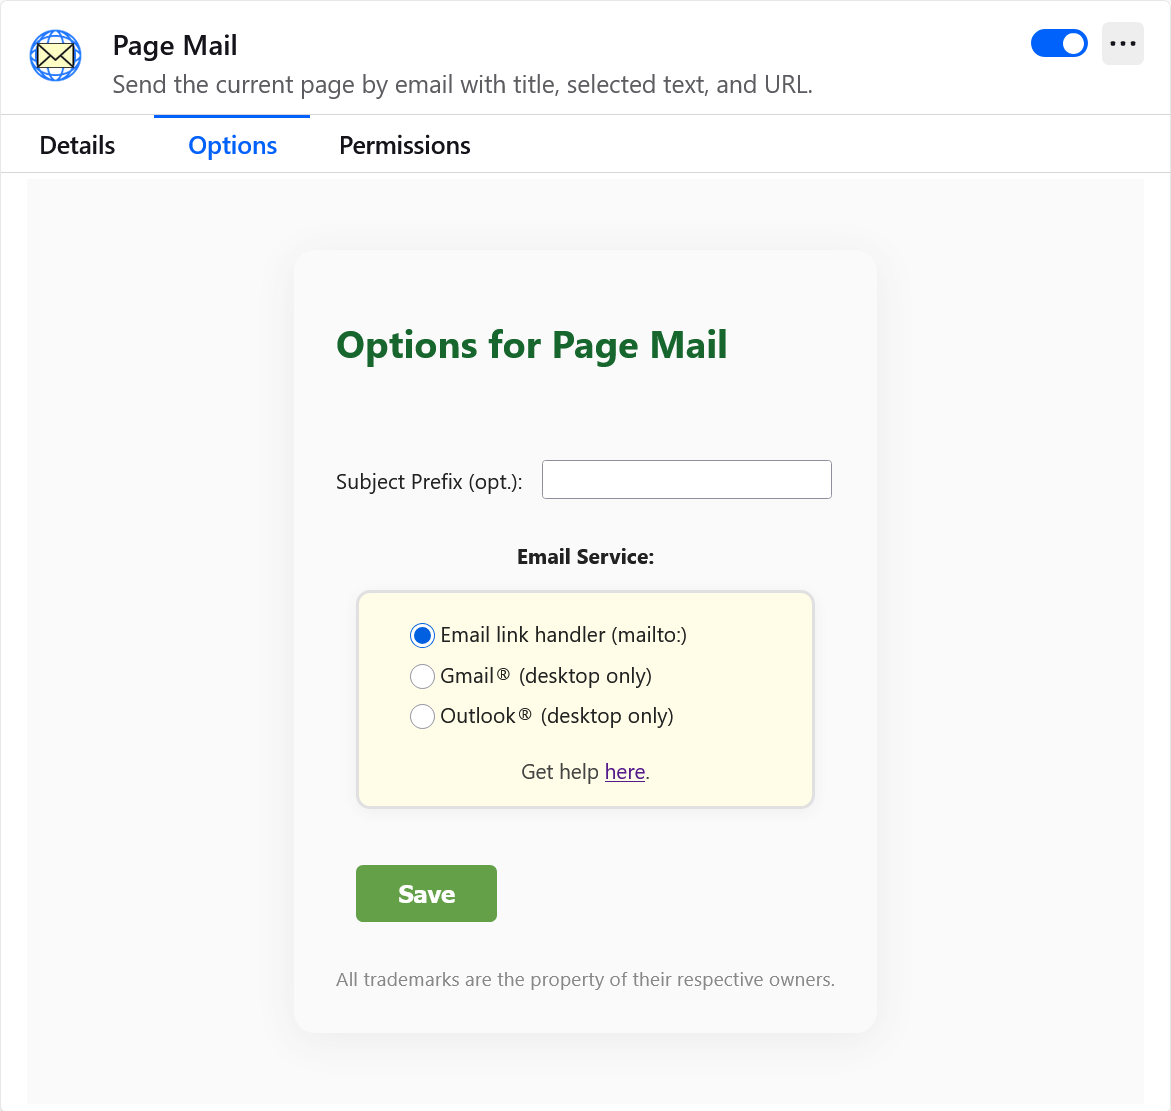 Page Mail
Send the current page by email with title, selected text, and URL.
Details
Options
Permissions
Options for Page Mail
Subject Prefix (opt.):
Email Service:
Email link handler (mailto:)
Gmail® (desktop only)
Outlook® (desktop only)
Get help here.
Save
All trademarks are the property of their respective owners.